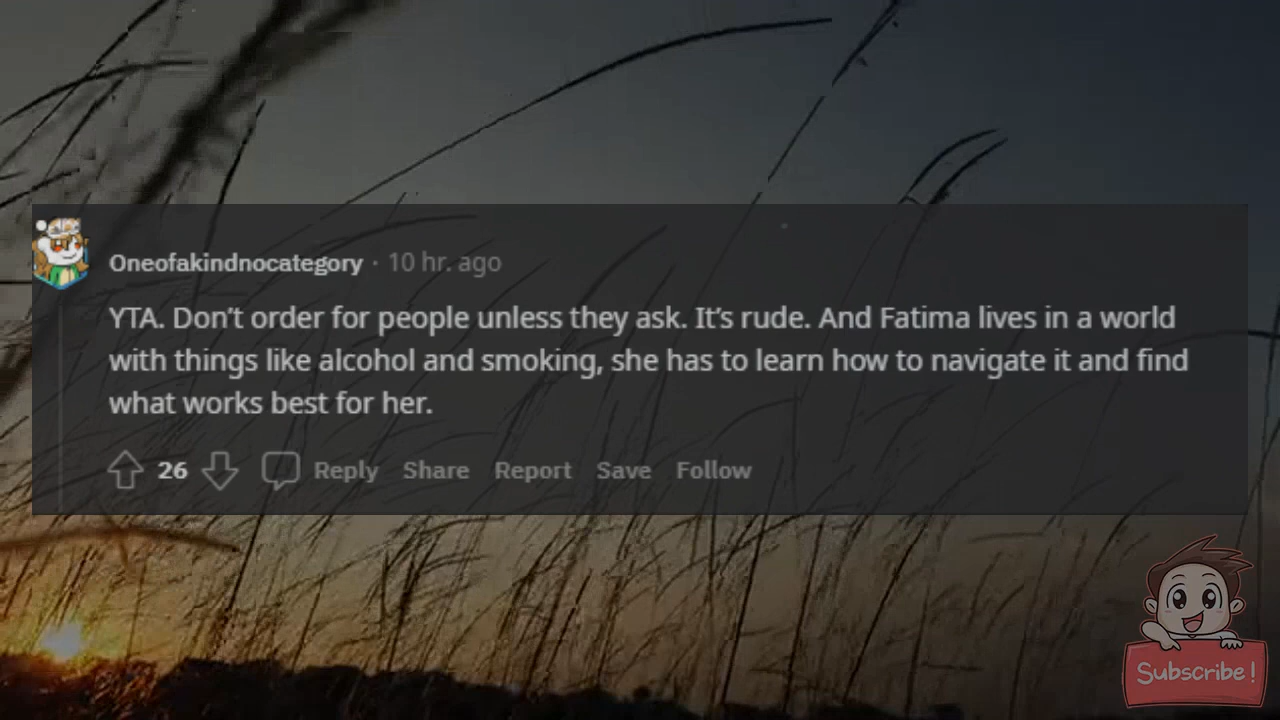 Oneofakindnocategory · 10 hr. ago
YTA. Don’t order for people unless they ask. It’s rude. And Fatima lives in a world
with things like alcohol and smoking, she has to learn how to navigate it and find
what works best for her.
26 Reply Share Report Save Follow
Subscribe!